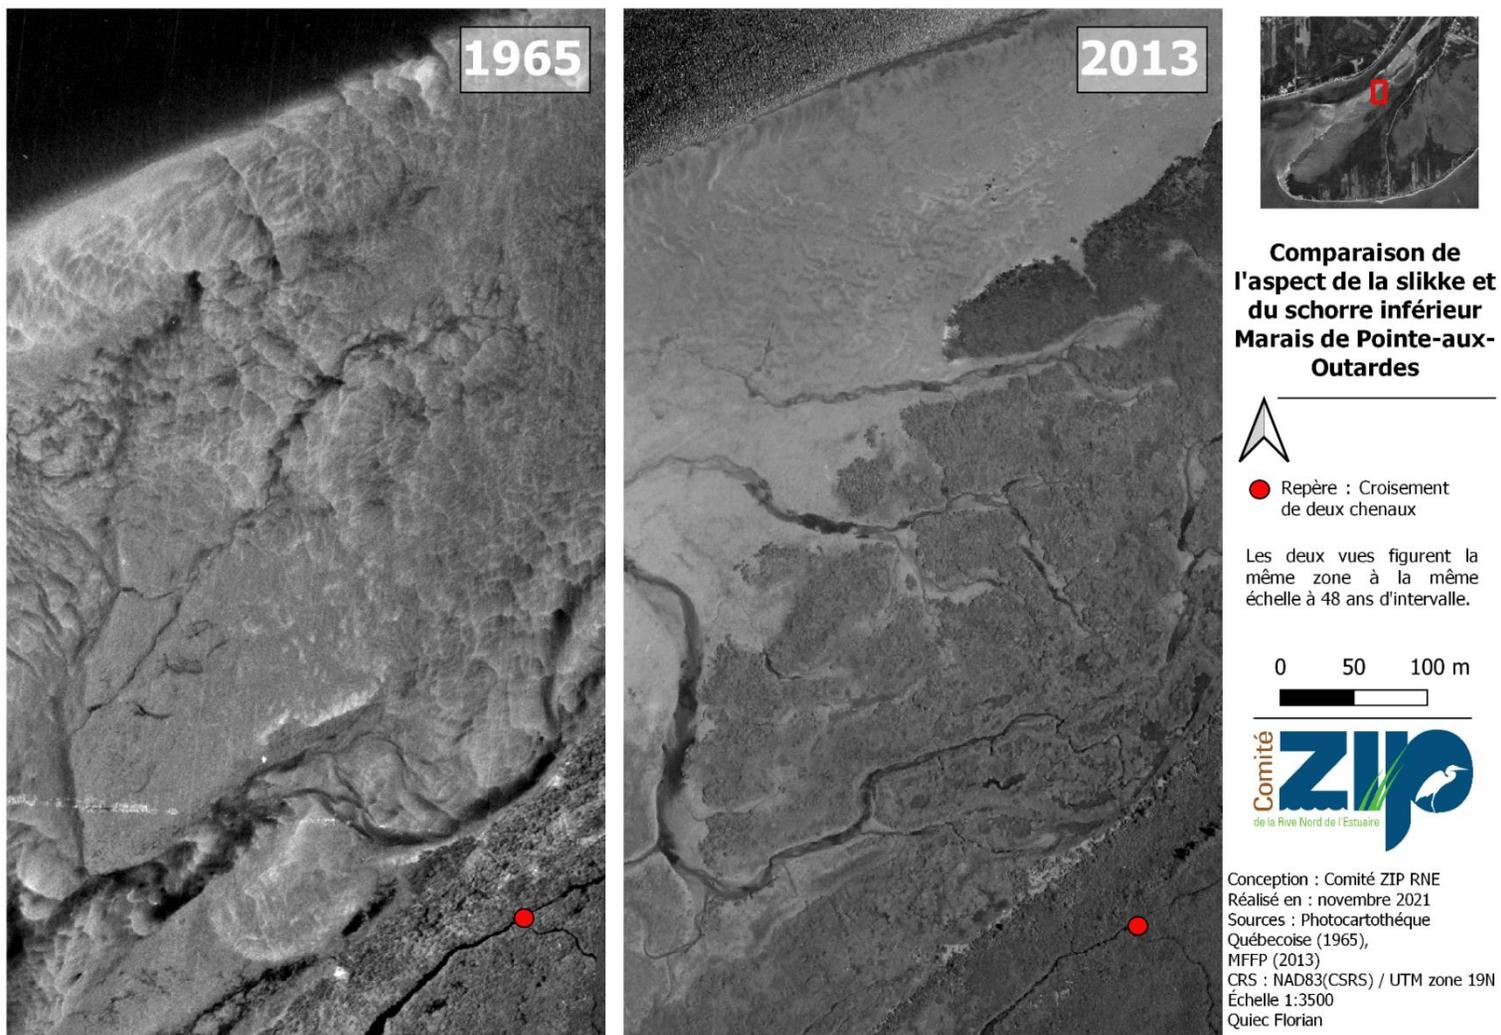 1965
2013
Comparaison de
l'aspect de la slikke et
du schorre inférieur
Marais de Pointe-aux-
Outardes
Repère : Croisement
de deux chenaux
Les deux vues figurent la
même zone à la même
échelle à 48 ans d'intervalle.
0 50 100 m
Comité
ZIP
de la Rive Nord de l'Estuaire
Conception : Comité ZIP RNE
Réalisé en : novembre 2021
Sources : Photocartothéque
Québecoise (1965),
MFFP (2013)
CRS : NAD83(CSRS) / UTM zone 19N
Échelle 1:3500
Quiec Florian